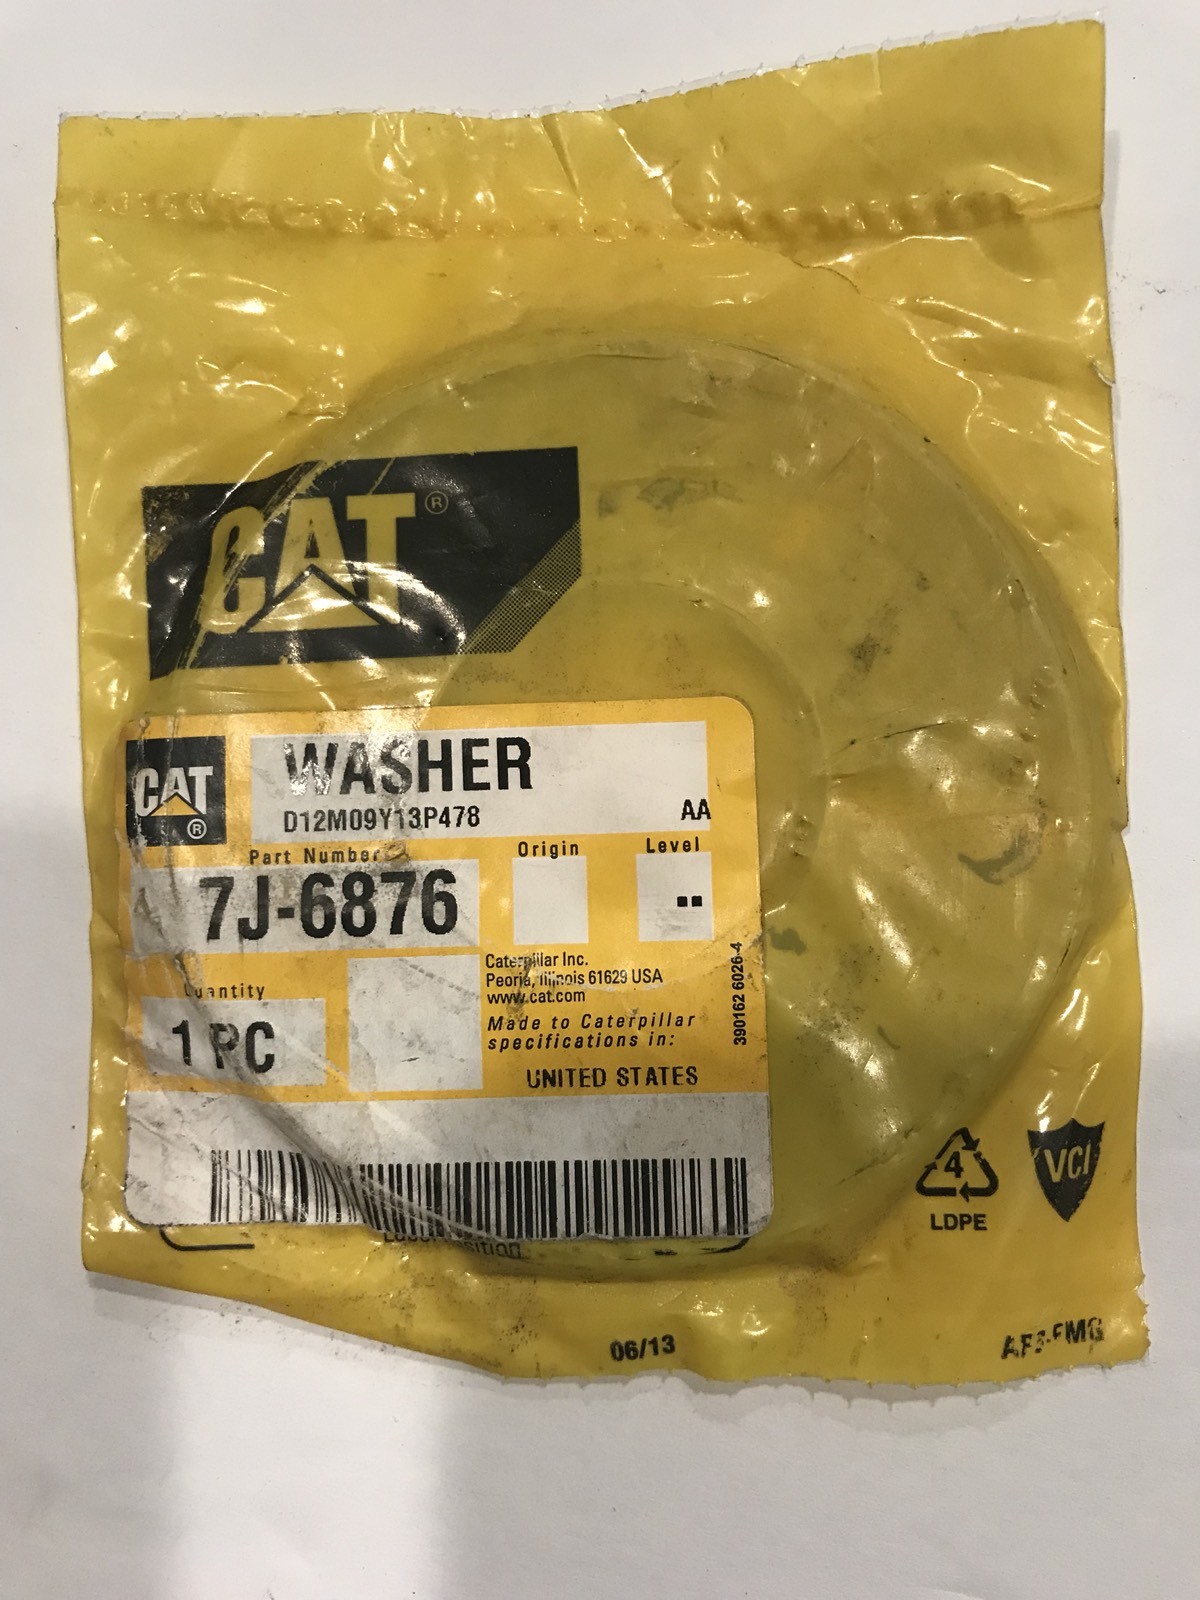 CAT®
CAT®
WASHER
D12M09Y13P478 AA
Part Number Origin Level
7J-6876 --
Quantity
1 PC
Caterpillar Inc.
Peoria, Illinois 61629 USA
www.cat.com
Made to Caterpillar
specifications in:
UNITED STATES
390162 6026-4
4
LDPE
VCI
06/13